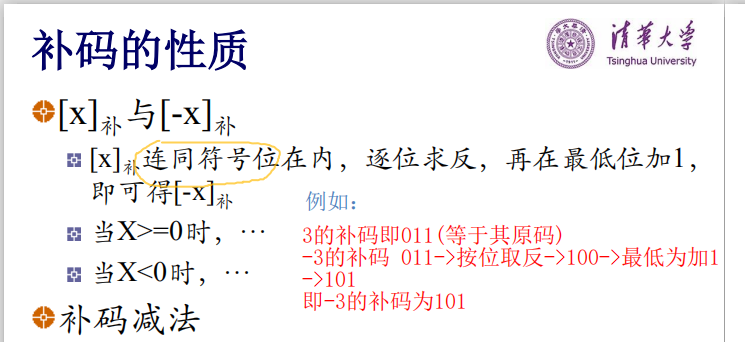 补码的性质
清华大学
Tsinghua University
[x]补与[-x]补
[x]补连同符号位在内，逐位求反，再在最低位加1，
即可得[-x]补
例如：
当X>=0时，…
3的补码即011(等于其原码)
-3的补码 011->按位取反->100->最低为加1
->101
当X<0时，…
即-3的补码为101
补码减法